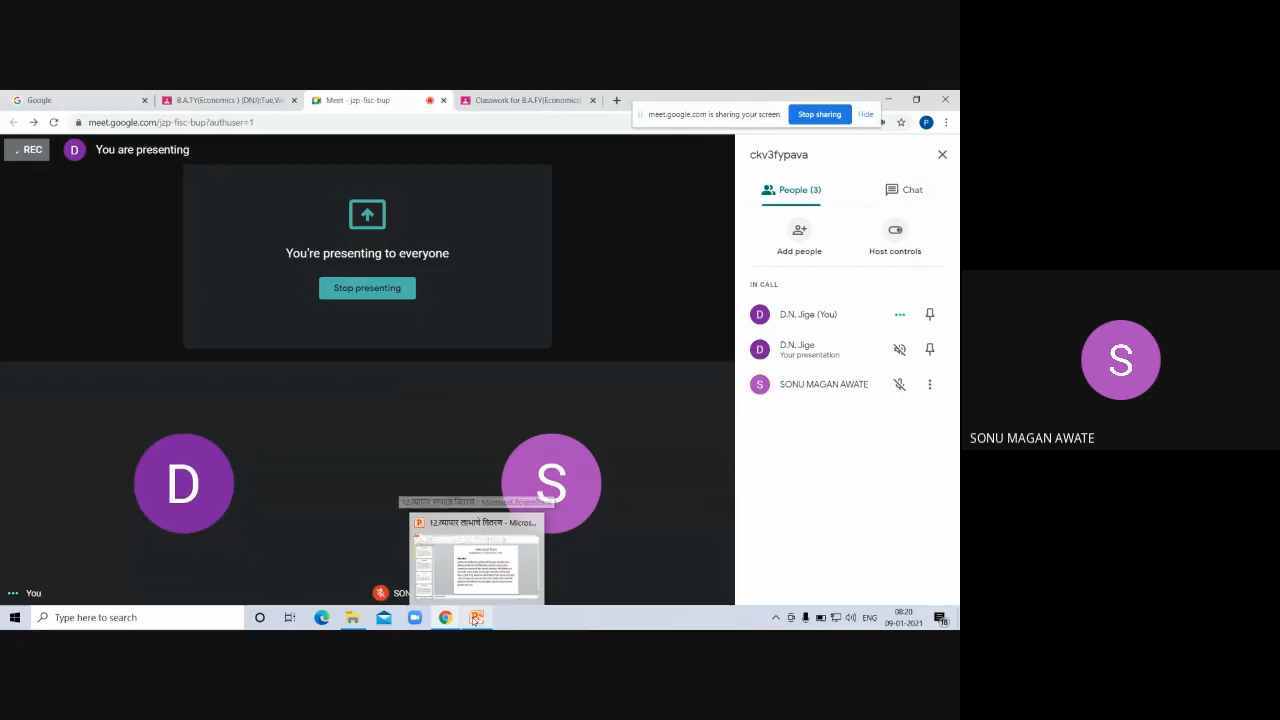 Google
B.A.TY(Economics ) (DNJ):Tue,W
Meet - jzp-fisc-bup
Classwork for B.A.FY(Economics)
meet.google.com/jzp-fisc-bup?authuser=1
meet.google.com is sharing your screen.
Stop sharing
Hide
P
REC
D
You are presenting
You're presenting to everyone
Stop presenting
D
S
12.व्यापार लाभाचे वितरण - Micros...
You
SON
ckv3fypava
People (3)
Chat
Add people
Host controls
IN CALL
D
D.N. Jige (You)
D
D.N. Jige
Your presentation
S
SONU MAGAN AWATE
S
SONU MAGAN AWATE
Type here to search
ENG
08:20
09-01-2021
18